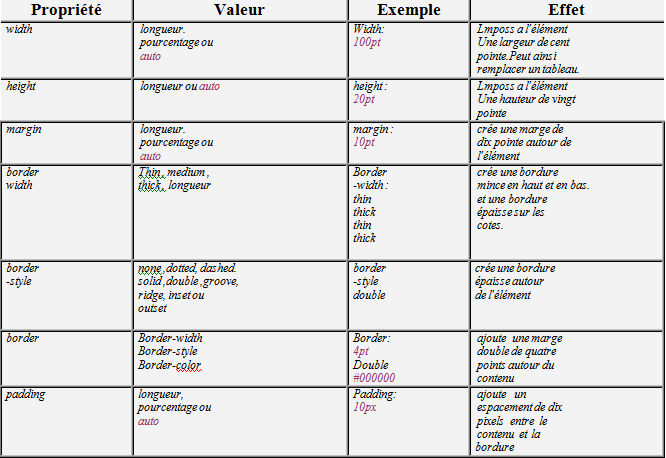 Propriété Valeur Exemple Effet
width
longueur.
pourcentage ou
auto
Width:
100pt
Lmposs a l'élément
Une largeur de cent
pointe.Peut ainsi
remplacer un tableau.
height
longueur ou auto
height :
20pt
Lmposs a l'élément
Une hauteur de vingt
pointe
margin
longueur.
pourcentage ou
auto
margin :
10pt
crée une marge de
dix pointe autour de
l'élément
border
width
Thin, medium,
thick, longueur
Border
-width :
thin
thick
thin
thick
crée une bordure
mince en haut et en bas.
et une bordure
épaisse sur les
cotes.
border
-style
none ,dotted, dashed.
solid ,double ,groove,
ridge, inset ou
outset
border
-style
double
crée une bordure
épaisse autour
de l'élément
border
Border-width
Border-style
Border-color
Border:
4pt
Double
#000000
ajoute une marge
double de quatre
points autour du
contenu
padding
longueur,
pourcentage ou
auto
Padding:
10px
ajoute un
espacement de dix
pixels entre le
contenu et la
bordure